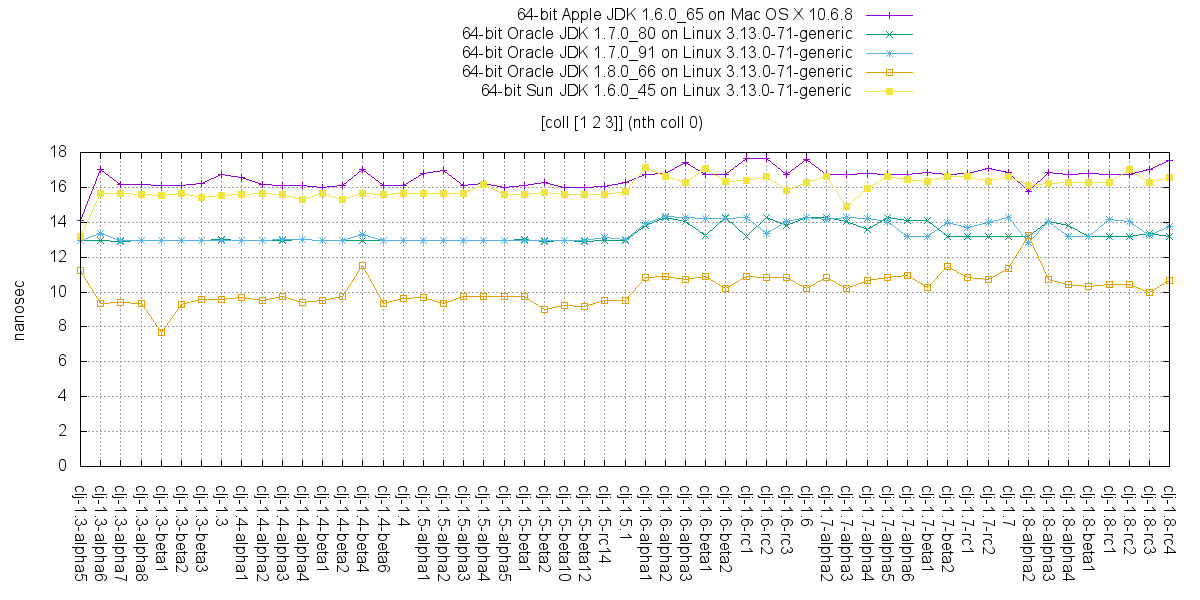 64-bit Apple JDK 1.6.0_65 on Mac OS X 10.6.8
64-bit Oracle JDK 1.7.0_80 on Linux 3.13.0-71-generic
64-bit Oracle JDK 1.7.0_91 on Linux 3.13.0-71-generic
64-bit Oracle JDK 1.8.0_66 on Linux 3.13.0-71-generic
64-bit Sun JDK 1.6.0_45 on Linux 3.13.0-71-generic
[coll [1 2 3]] (nth coll 0)
nanosec
18
16
14
12
10
8
6
4
2
0
clj-1.3-alpha5
clj-1.3-alpha6
clj-1.3-alpha7
clj-1.3-alpha8
clj-1.3-beta1
clj-1.3-beta2
clj-1.3-beta3
clj-1.3
clj-1.4-alpha1
clj-1.4-alpha2
clj-1.4-alpha3
clj-1.4-alpha4
clj-1.4-beta1
clj-1.4-beta2
clj-1.4-beta4
clj-1.4-beta6
clj-1.4
clj-1.5-alpha1
clj-1.5-alpha2
clj-1.5-alpha3
clj-1.5-alpha4
clj-1.5-alpha5
clj-1.5-beta1
clj-1.5-beta2
clj-1.5-beta10
clj-1.5-beta12
clj-1.5-rc14
clj-1.5.1
clj-1.6-alpha1
clj-1.6-alpha2
clj-1.6-alpha3
clj-1.6-beta1
clj-1.6-beta2
clj-1.6-rc1
clj-1.6-rc2
clj-1.6-rc3
clj-1.6
clj-1.7-alpha2
clj-1.7-alpha3
clj-1.7-alpha4
clj-1.7-alpha5
clj-1.7-alpha6
clj-1.7-beta1
clj-1.7-beta2
clj-1.7-rc1
clj-1.7-rc2
clj-1.7
clj-1.8-alpha2
clj-1.8-alpha3
clj-1.8-alpha4
clj-1.8-beta1
clj-1.8-rc1
clj-1.8-rc2
clj-1.8-rc3
clj-1.8-rc4